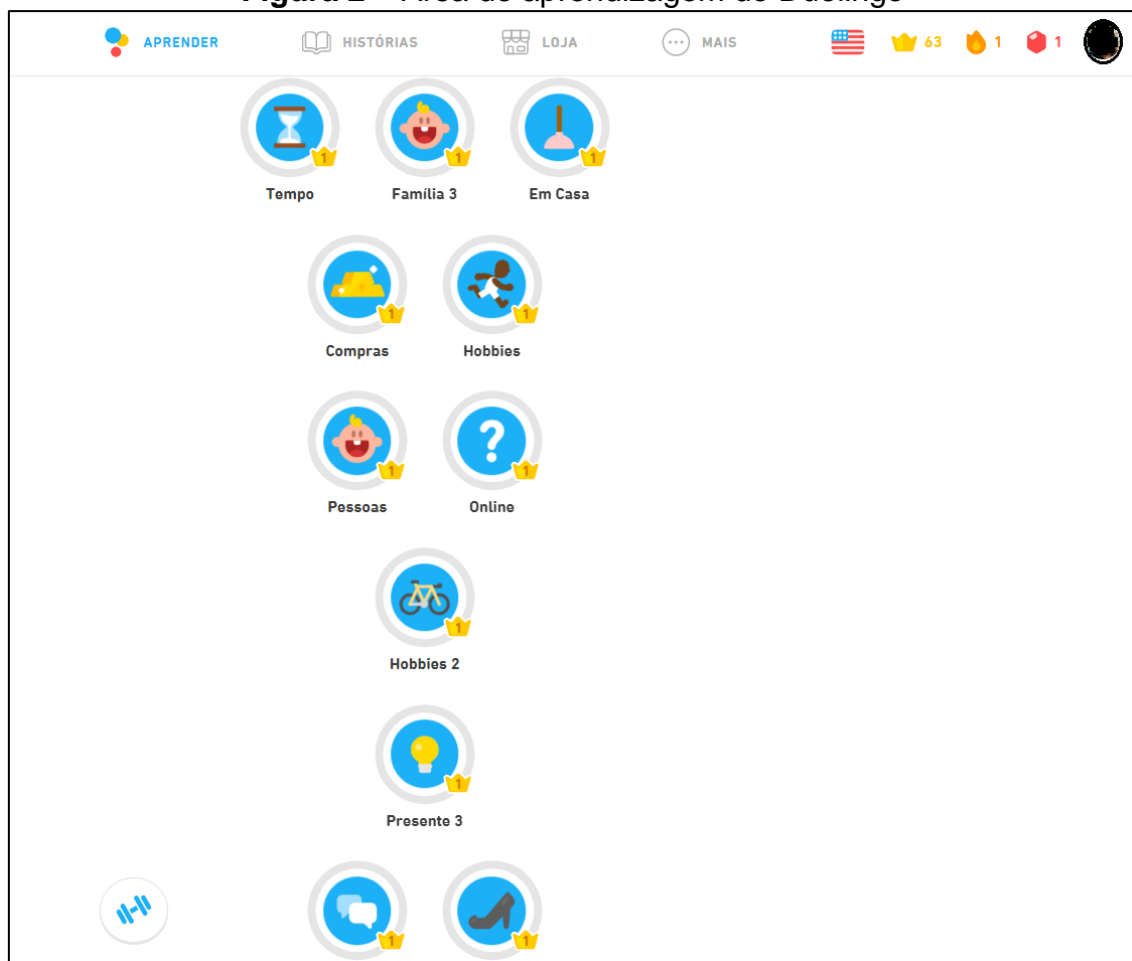 APRENDER HISTÓRIAS LOJA MAIS 63 1 1
1 1 1
Tempo Família 3 Em Casa
1 1
Compras Hobbies
?
1 1
Pessoas Online
1
Hobbies 2
1
Presente 3
1 1